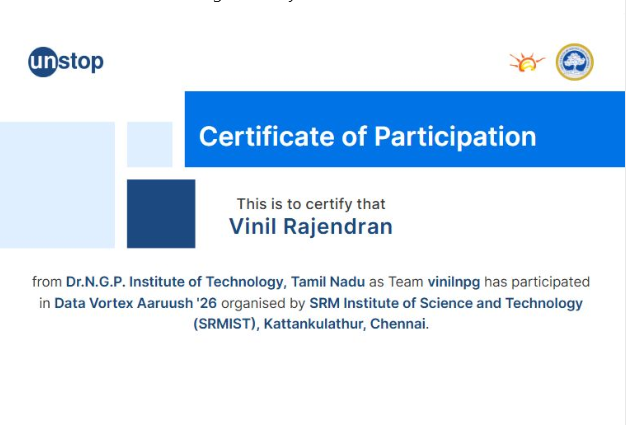 unstop
Certificate of Participation
This is to certify that
Vinil Rajendran
from Dr.N.G.P. Institute of Technology, Tamil Nadu as Team vinilnpg has participated
in Data Vortex Aaruush '26 organised by SRM Institute of Science and Technology
(SRMIST), Kattankulathur, Chennai.